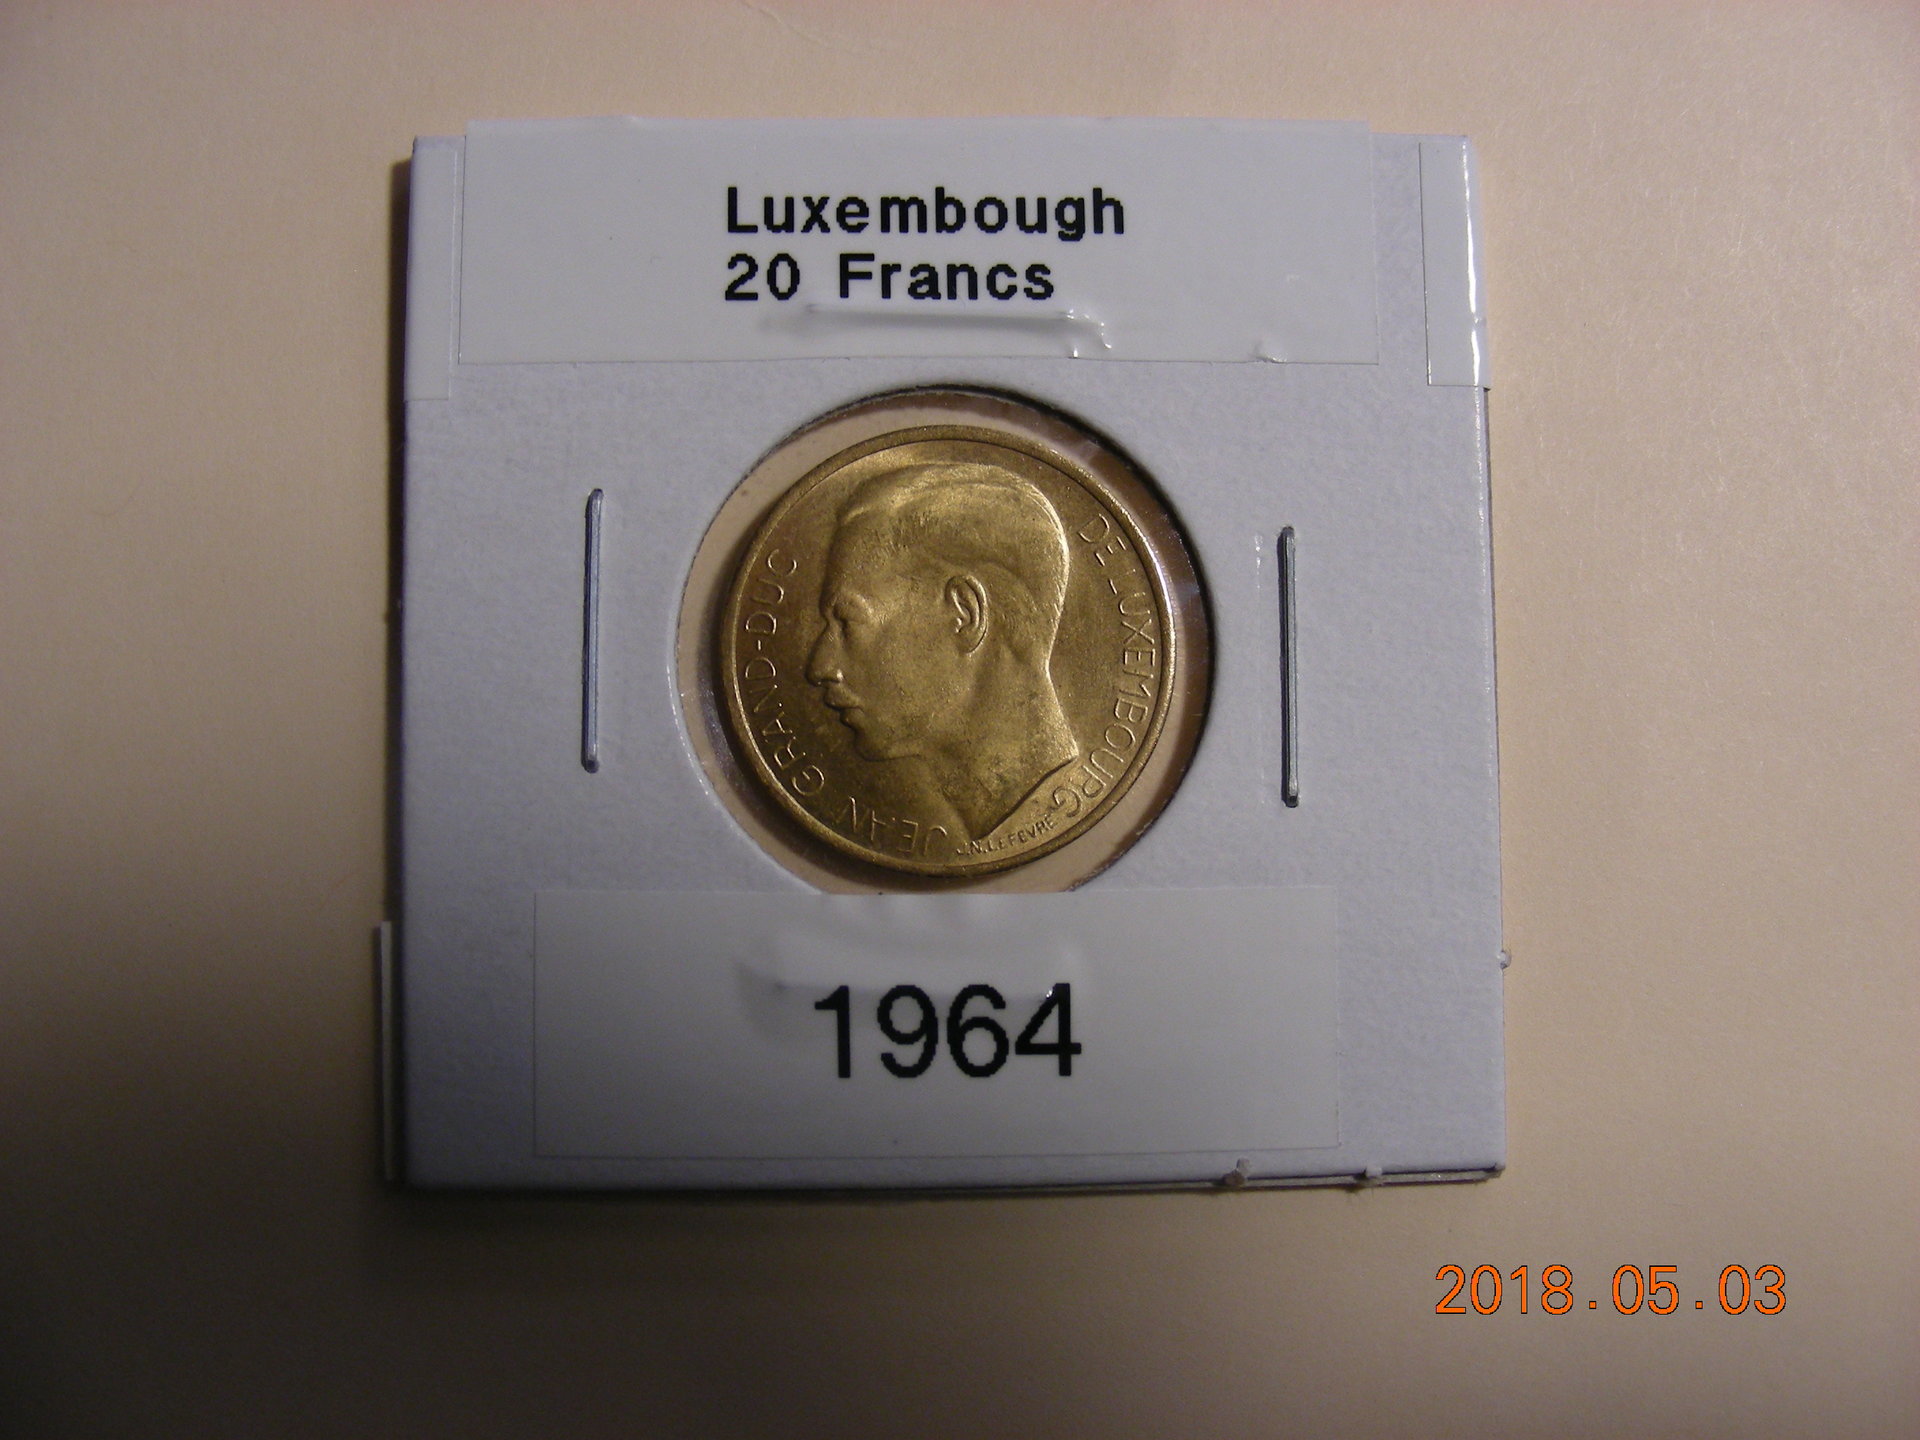 Luxembough
20 Francs
JEAN GRAND-DUC DE LUXEMBOURG
J.N.LEFEVRE
1964
2018.05.03